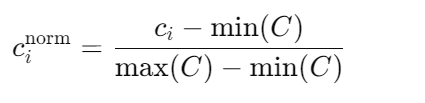 c_i^norm = (c_i − min(C)) / (max(C) − min(C))